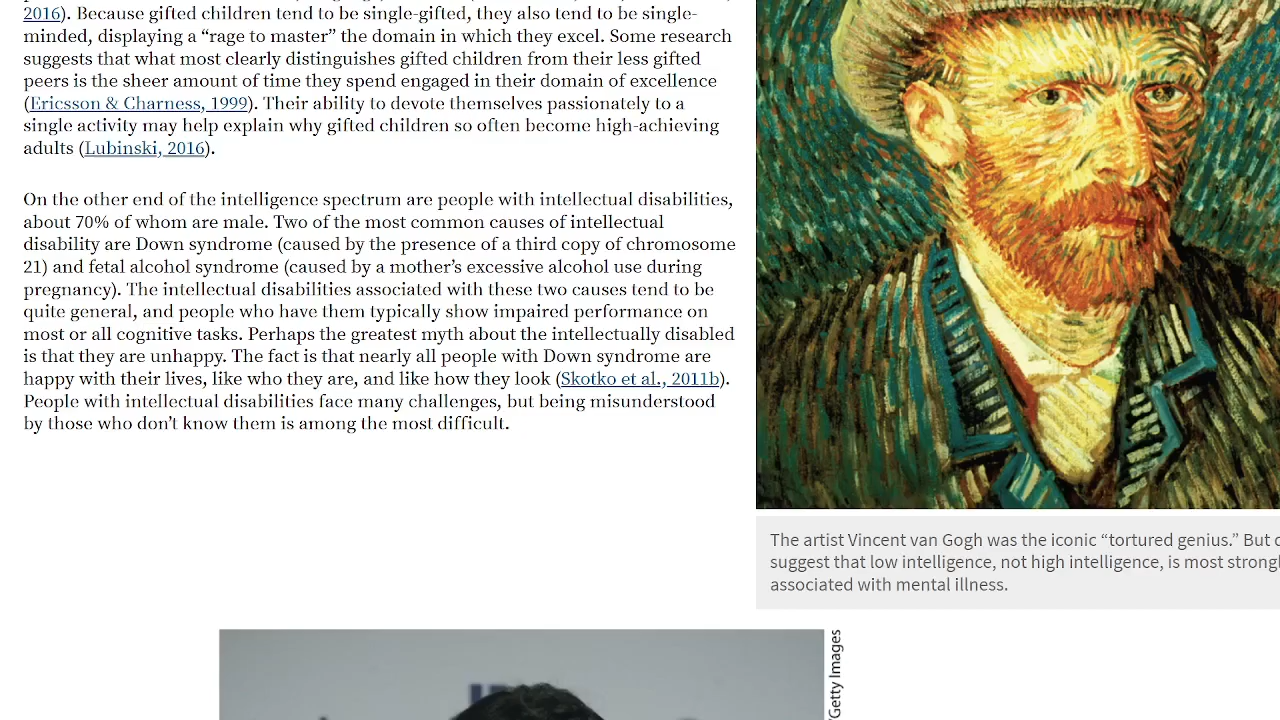 2016). Because gifted children tend to be single-gifted, they also tend to be single-
minded, displaying a “rage to master” the domain in which they excel. Some research
suggests that what most clearly distinguishes gifted children from their less gifted
peers is the sheer amount of time they spend engaged in their domain of excellence
(Ericsson & Charness, 1999). Their ability to devote themselves passionately to a
single activity may help explain why gifted children so often become high-achieving
adults (Lubinski, 2016).
On the other end of the intelligence spectrum are people with intellectual disabilities,
about 70% of whom are male. Two of the most common causes of intellectual
disability are Down syndrome (caused by the presence of a third copy of chromosome
21) and fetal alcohol syndrome (caused by a mother’s excessive alcohol use during
pregnancy). The intellectual disabilities associated with these two causes tend to be
quite general, and people who have them typically show impaired performance on
most or all cognitive tasks. Perhaps the greatest myth about the intellectually disabled
is that they are unhappy. The fact is that nearly all people with Down syndrome are
happy with their lives, like who they are, and like how they look (Skotko et al., 2011b).
People with intellectual disabilities face many challenges, but being misunderstood
by those who don’t know them is among the most difficult.
The artist Vincent van Gogh was the iconic “tortured genius.” But
suggest that low intelligence, not high intelligence, is most
associated with mental illness.
/Getty Images